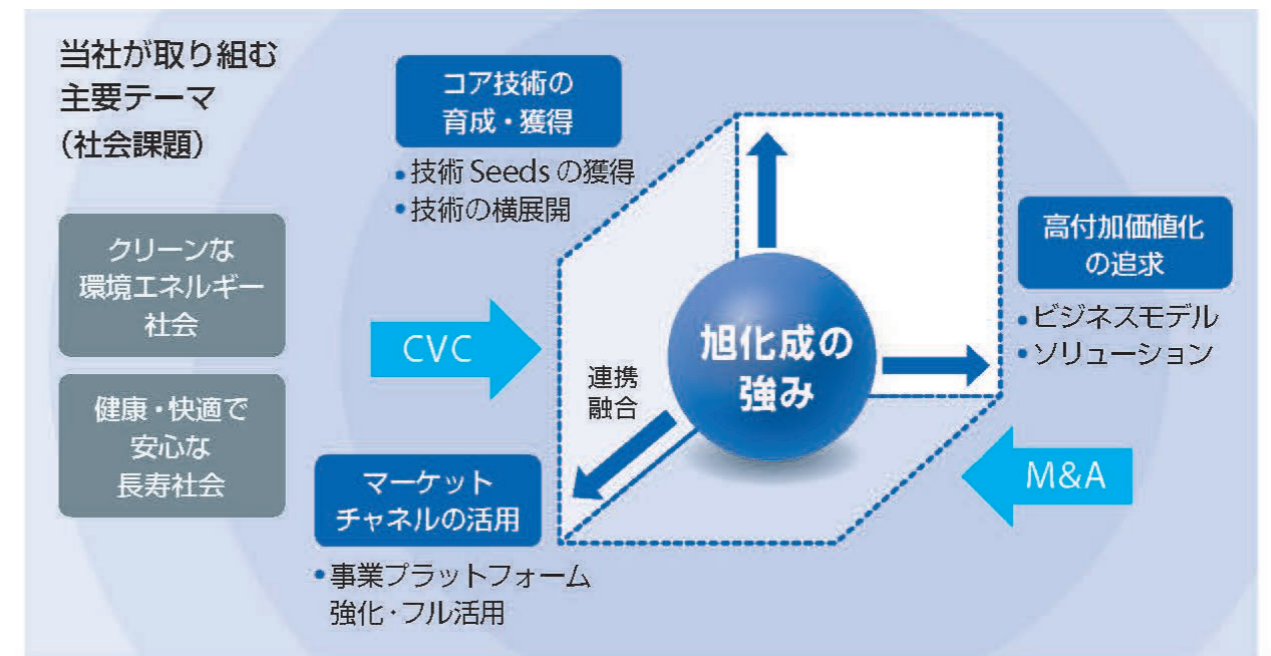 当社が取り組む
主要テーマ
(社会課題)
クリーンな
環境エネルギー
社会
健康・快適で
安心な
長寿社会
コア技術の
育成・獲得
•技術 Seeds の獲得
•技術の横展開
CVC
連携
融合
旭化成の
強み
高付加価値化
の追求
•ビジネスモデル
•ソリューション
M&A
マーケット
チャネルの活用
•事業プラットフォーム
強化・フル活用